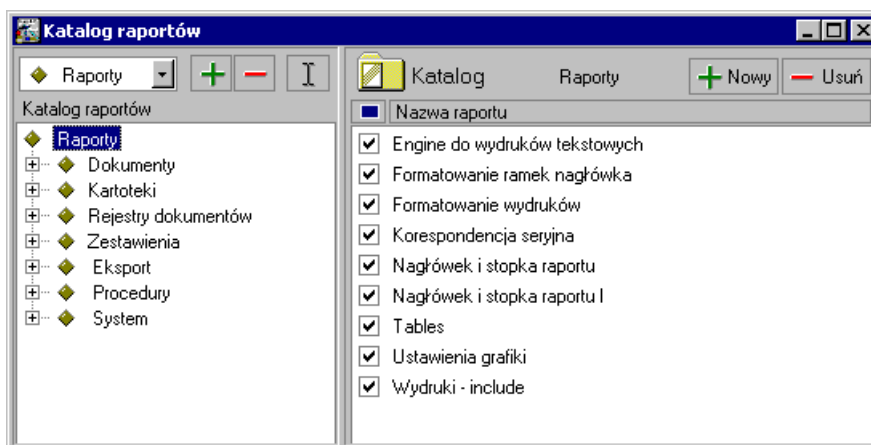 Katalog raportów
Raporty
Katalog raportów
Raporty
Dokumenty
Kartoteki
Rejestry dokumentów
Zestawienia
Eksport
Procedury
System
Katalog Raporty Nowy Usuń
Nazwa raportu
Engine do wydruków tekstowych
Formatowanie ramek nagłówka
Formatowanie wydruków
Korespondencja seryjna
Nagłówek i stopka raportu
Nagłówek i stopka raportu I
Tables
Ustawienia grafiki
Wydruki - include